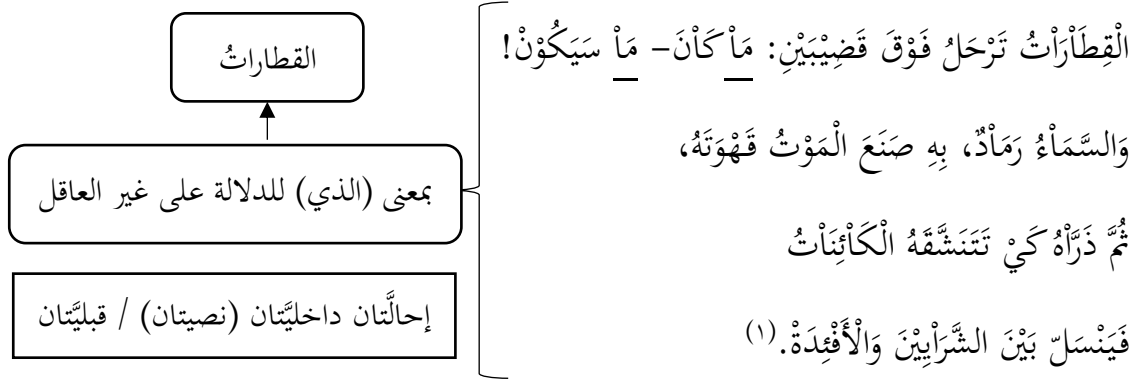 الْقِطَاْرَاْتُ تَرْحَلُ فَوْقَ قَضِيْبَيْنِ: مَاْ كَاْنَ- مَاْ سَيَكُوْنْ!
وَالسَّمَاْءُ رَمَاْدٌ، بِهِ صَنَعَ الْمَوْتُ قَهْوَتَهُ،
ثُمَّ ذَرَّاْهُ كَيْ تَتَنَشَّقَهُ الْكَاْئِنَاْتُ
فَيَنْسَلّ بَيْنَ الشَّرَاْيِيْنَ وَالْأَفْئِدَةْ.(١)
القطاراتُ
بمعنى (الذي) للدلالة على غير العاقل
إحالَّتان داخليَّتان (نصيتان) / قبليَّتان